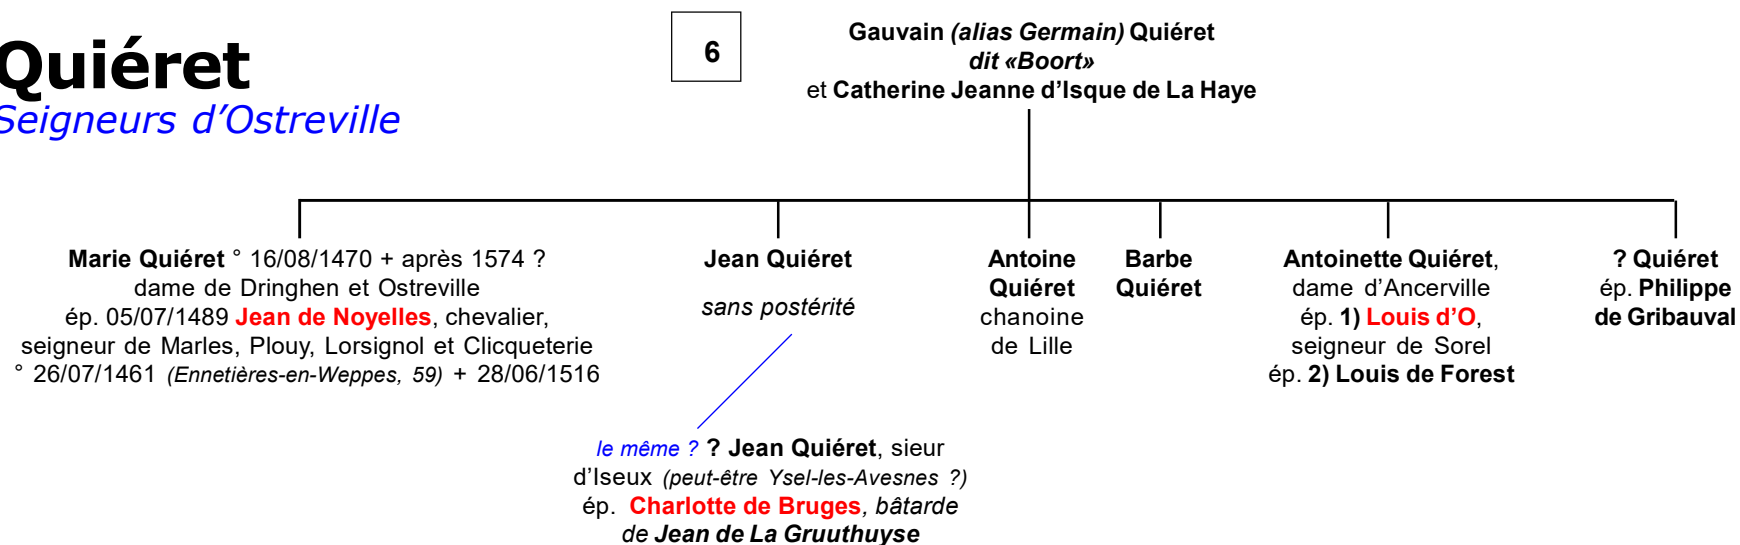 Quiéret
Seigneurs d'Ostreville
6
Gauvain (alias Germain) Quiéret
dit «Boort»
et Catherine Jeanne d'Isque de La Haye
Marie Quiéret ° 16/08/1470 + après 1574 ?
dame de Dringhen et Ostreville
ép. 05/07/1489 Jean de Noyelles, chevalier,
seigneur de Marles, Plouy, Lorsignol et Clicqueterie
° 26/07/1461 (Ennetières-en-Weppes, 59) + 28/06/1516
Jean Quiéret
sans postérité
Antoine
Quiéret
chanoine
de Lille
Barbe
Quiéret
Antoinette Quiéret,
dame d'Ancerville
ép. 1) Louis d'O,
seigneur de Sorel
ép. 2) Louis de Forest
? Quiéret
ép. Philippe
de Gribauval
le même ? ? Jean Quiéret, sieur
d'Iseux (peut-être Ysel-les-Avesnes ?)
ép. Charlotte de Bruges, bâtarde
de Jean de La Gruuthuyse